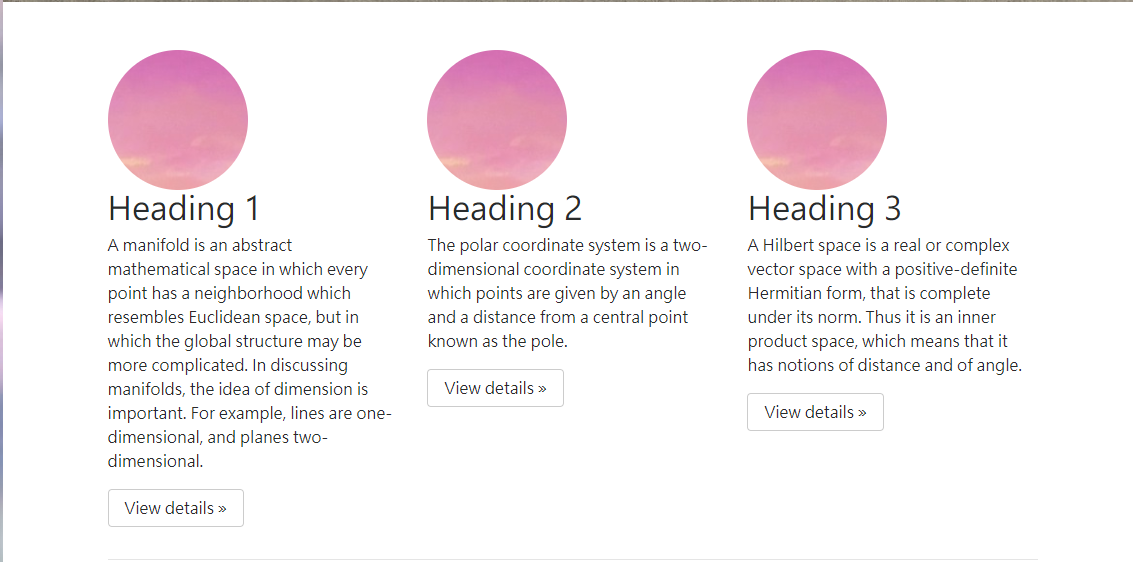 Heading 1
A manifold is an abstract
mathematical space in which every
point has a neighborhood which
resembles Euclidean space, but in
which the global structure may be
more complicated. In discussing
manifolds, the idea of dimension is
important. For example, lines are one-
dimensional, and planes two-
dimensional.
View details »
Heading 2
The polar coordinate system is a two-
dimensional coordinate system in
which points are given by an angle
and a distance from a central point
known as the pole.
View details »
Heading 3
A Hilbert space is a real or complex
vector space with a positive-definite
Hermitian form, that is complete
under its norm. Thus it is an inner
product space, which means that it
has notions of distance and of angle.
View details »